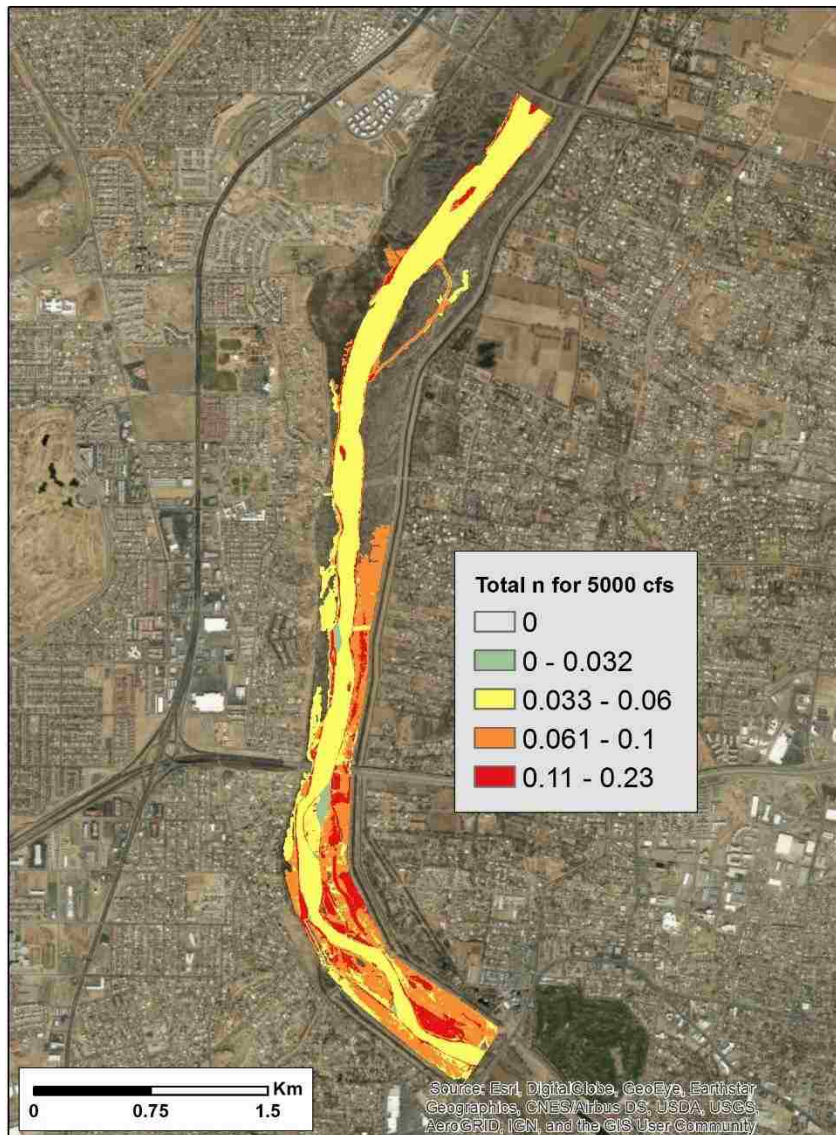 Total n for 5000 cfs
0
0 - 0.032
0.033 - 0.06
0.061 - 0.1
0.11 - 0.23
Km
0 0.75 1.5
Source: Esri, DigitalGlobe, GeoEye, Earthstar
Geographics, CNES/Airbus DS, USDA, USGS,
AeroGRID, IGN, and the GIS User Community